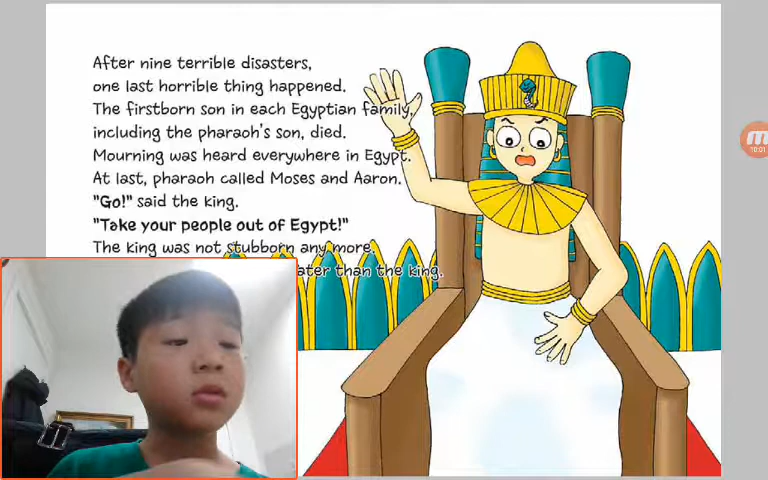 After nine terrible disasters,
one last horrible thing happened.
The firstborn son in each Egyptian family,
including the pharaoh's son, died.
Mourning was heard everywhere in Egypt.
At last, pharaoh called Moses and Aaron.
"Go!" said the king.
"Take your people out of Egypt!"
The king was not stubborn any more.
than the king.
10:01